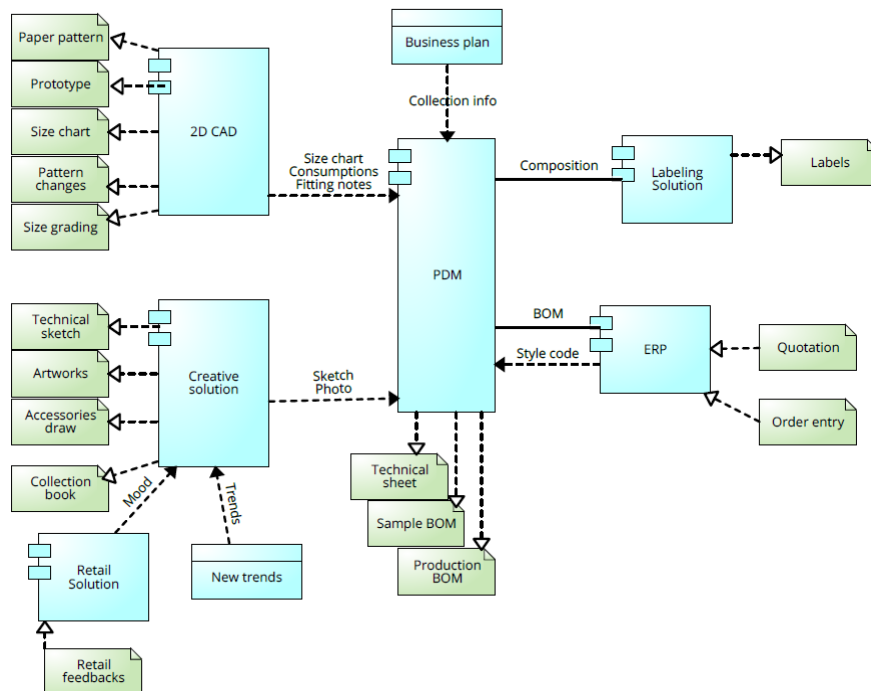 Paper pattern
Prototype
Size chart
Pattern
changes
Size grading
2D CAD
Business plan
Collection info
Size chart
Consumptions
Fitting notes
PDM
Composition
Labeling
Solution
Labels
BOM
Style code
ERP
Quotation
Order entry
Technical
sketch
Artworks
Accessories
draw
Collection
book
Creative
solution
Sketch
Photo
Mood
Trends
Retail
Solution
New trends
Retail
feedbacks
Technical
sheet
Sample BOM
Production
BOM